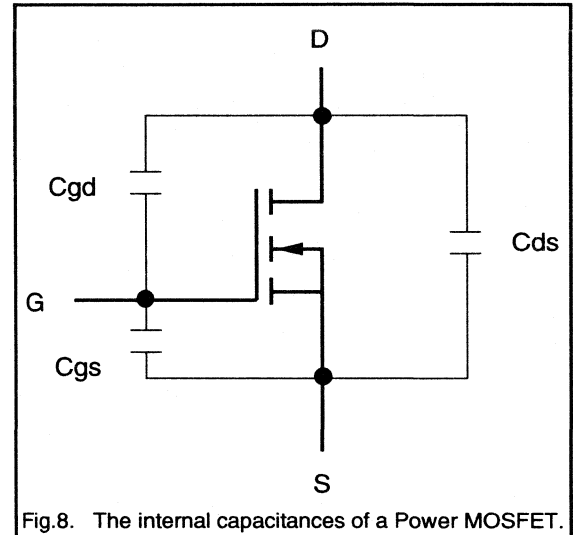 D
Cgd
Cds
G
Cgs
S
Fig.8. The internal capacitances of a Power MOSFET.